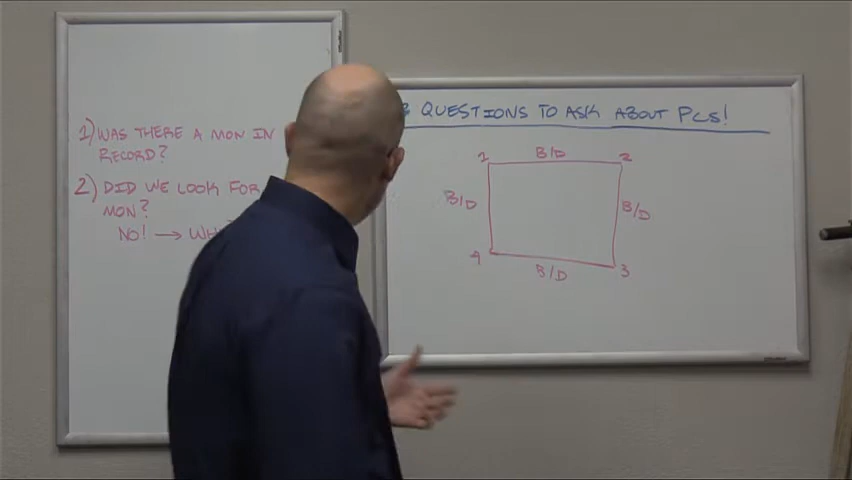 1) WAS THERE A MON IN
RECORD?
2) DID WE LOOK FOR
MON?
NO! → WH
QUESTIONS TO ASK ABOUT PCS!
1 B/D 2
B/D B/D
4 B/D 3